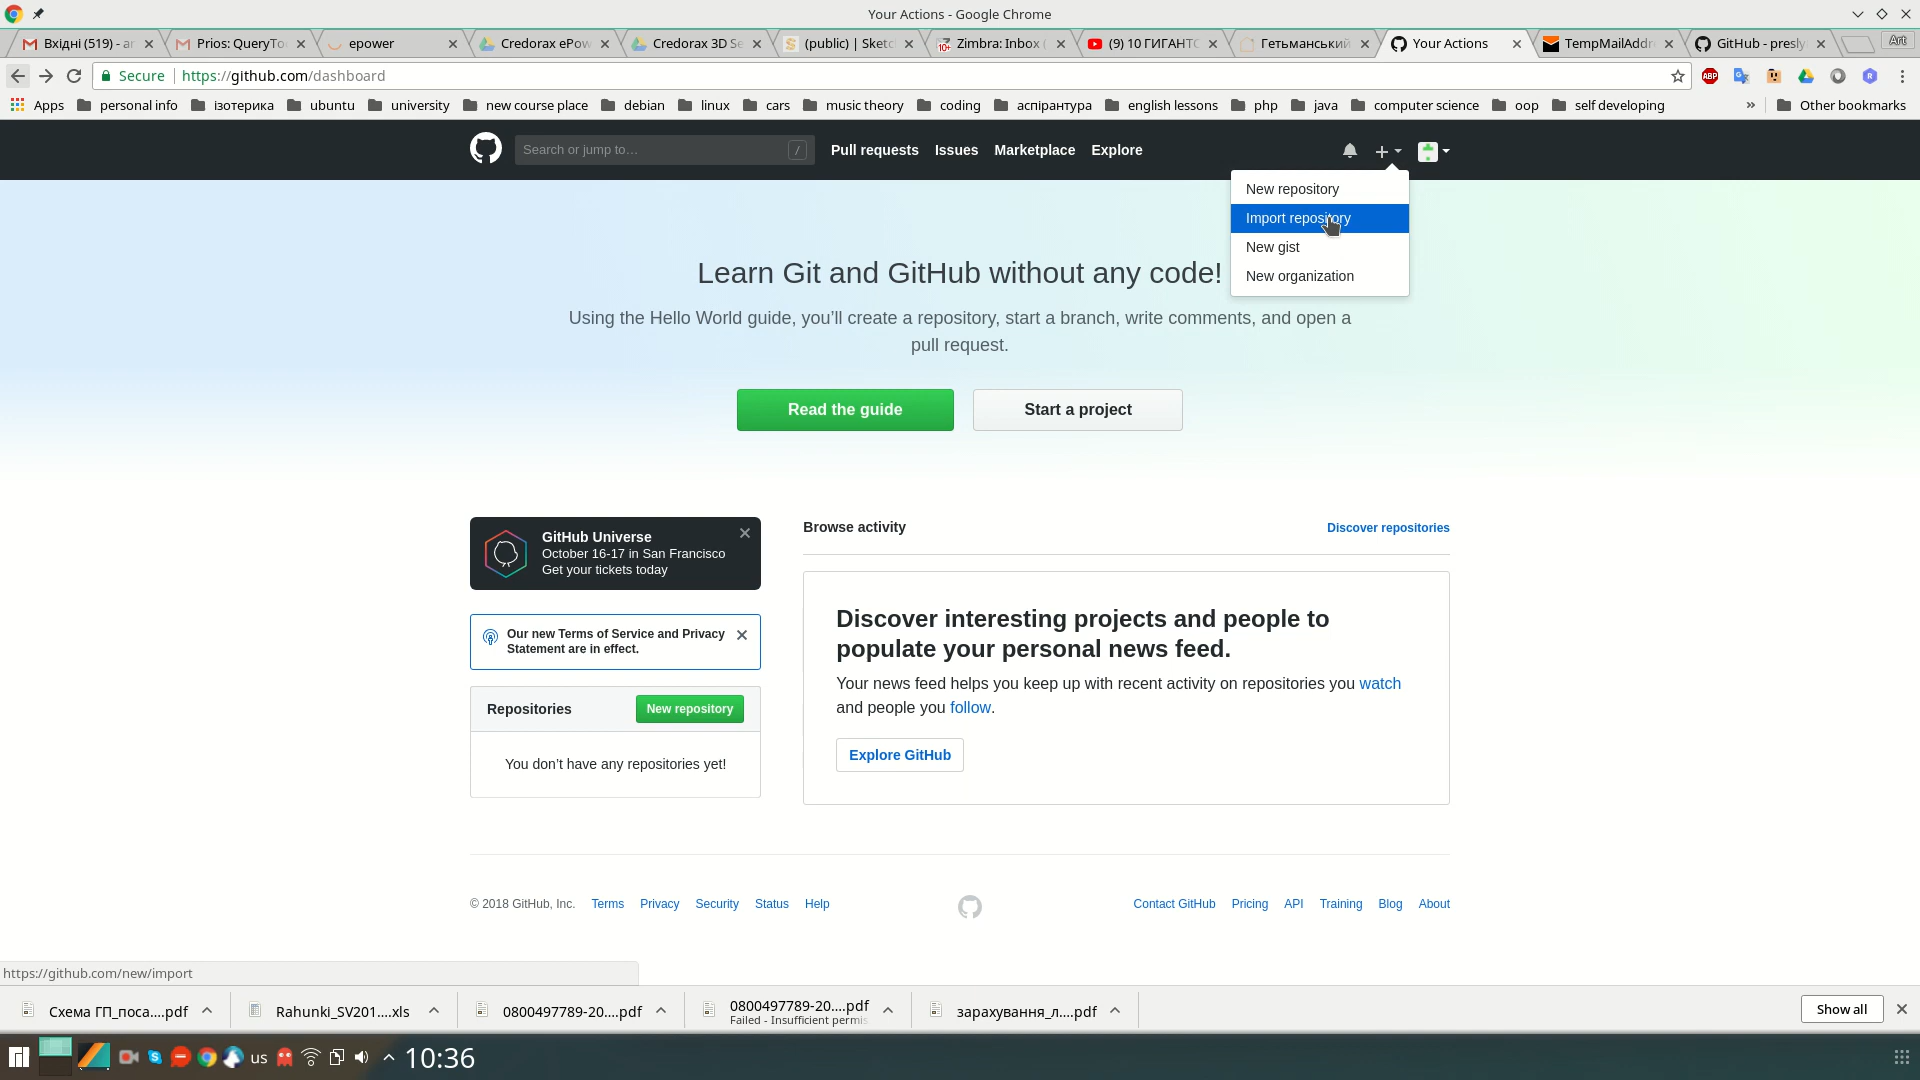 Your Actions - Google Chrome
Вхідні (519) - ar
Prios: QueryToo
epower
Credorax ePow
Credorax 3D Se
(public) | Sketc
Zimbra: Inbox (
(9) 10 ГИГАНТС
Гетьманський
Your Actions
TempMailAddre
GitHub - presly
Art
Secure
https://github.com/dashboard
ABP
Apps
personal info
ізотерика
ubuntu
university
new course place
debian
linux
cars
music theory
coding
аспірантура
english lessons
php
java
computer science
oop
self developing
»
Other bookmarks
Search or jump to…
/
Pull requests
Issues
Marketplace
Explore
New repository
Import repository
New gist
New organization
Learn Git and GitHub without any code!
Using the Hello World guide, you’ll create a repository, start a branch, write comments, and open a
pull request.
Read the guide
Start a project
GitHub Universe
October 16-17 in San Francisco
Get your tickets today
Our new Terms of Service and Privacy
Statement are in effect.
Repositories
New repository
You don’t have any repositories yet!
Browse activity
Discover repositories
Discover interesting projects and people to
populate your personal news feed.
Your news feed helps you keep up with recent activity on repositories you watch
and people you follow.
Explore GitHub
© 2018 GitHub, Inc.
Terms
Privacy
Security
Status
Help
Contact GitHub
Pricing
API
Training
Blog
About
https://github.com/new/import
Схема ГП_поса....pdf
Rahunki_SV201....xls
0800497789-20....pdf
0800497789-20....pdf
Failed - Insufficient permis
зарахування_л....pdf
Show all
us
10:36